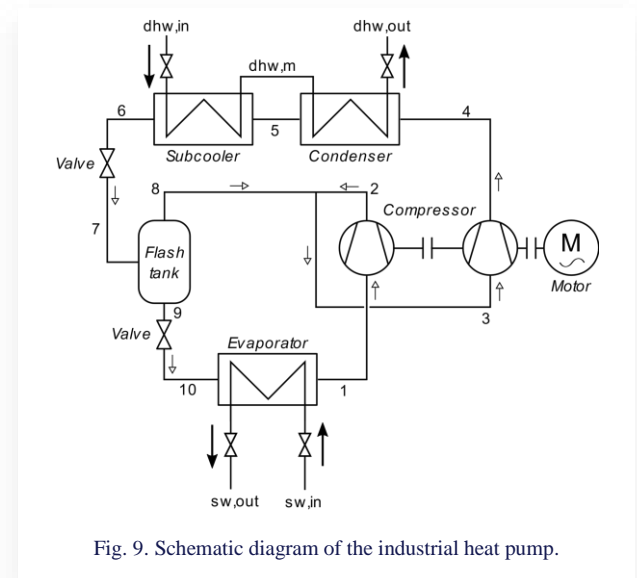 dhw,in
dhw,out
dhw,m
6
5
4
Subcooler
Condenser
Valve
8
2
Compressor
7
Flash
tank
M
Motor
9
3
Valve
Evaporator
10
1
sw,out
sw,in
Fig. 9. Schematic diagram of the industrial heat pump.